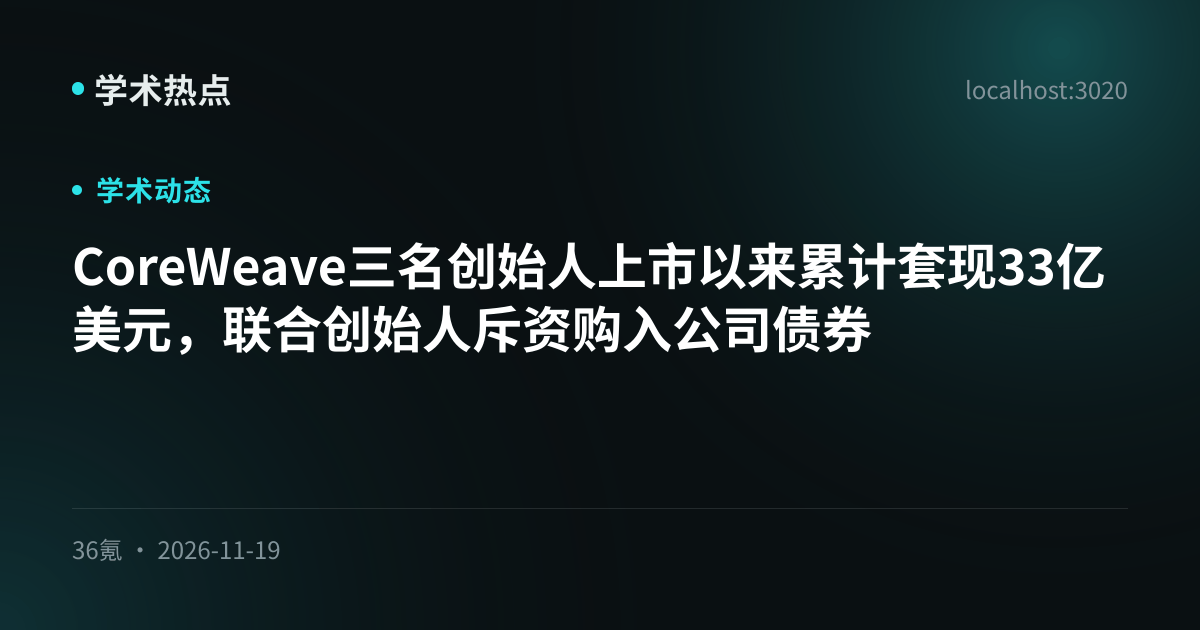 学术热点
localhost:3020
学术动态
CoreWeave三名创始人上市以来累计套现33亿
美元，联合创始人斥资购入公司债券
36氪 · 2026-11-19